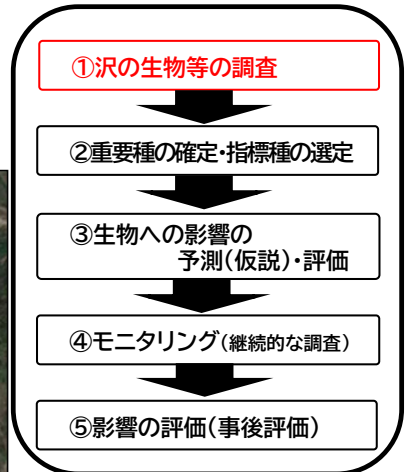 ①沢の生物等の調査
②重要種の確定・指標種の選定
③生物への影響の
予測(仮説)・評価
④モニタリング(継続的な調査)
⑤影響の評価(事後評価)